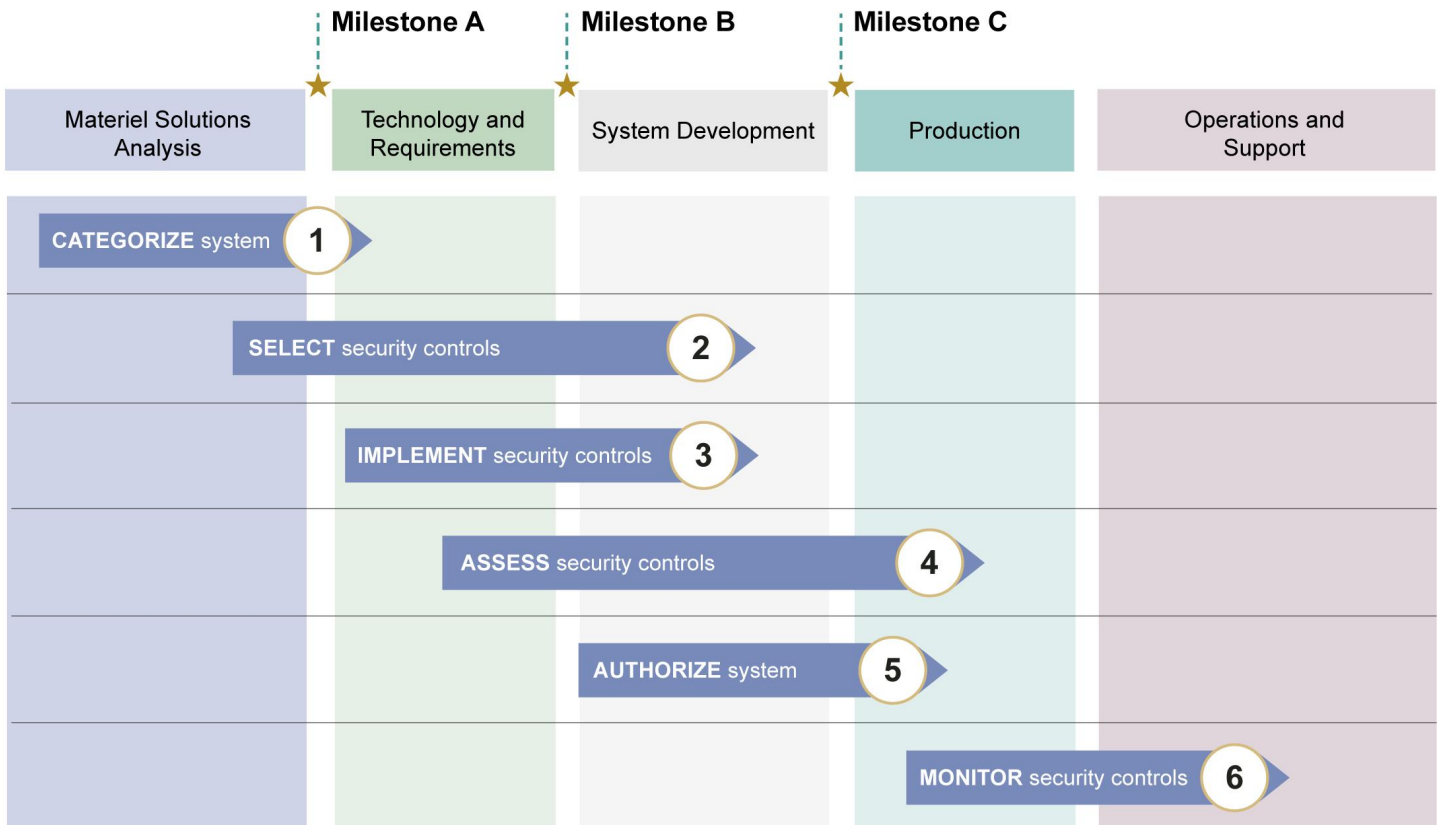 Milestone A
Milestone B
Milestone C
Materiel Solutions
Analysis
Technology and
Requirements
System Development
Production
Operations and
Support
CATEGORIZE system
1
SELECT security controls
2
IMPLEMENT security controls
3
ASSESS security controls
4
AUTHORIZE system
5
MONITOR security controls
6